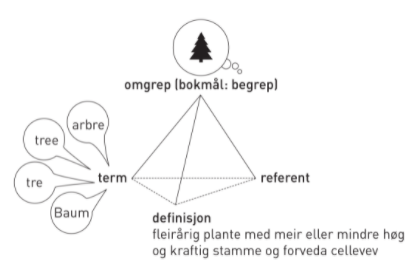 omgrep (bokmål: begrep)
arbre
tree
tre
Baum
term
referent
definisjon
fleirårig plante med meir eller mindre høg
og kraftig stamme og forveda cellevev